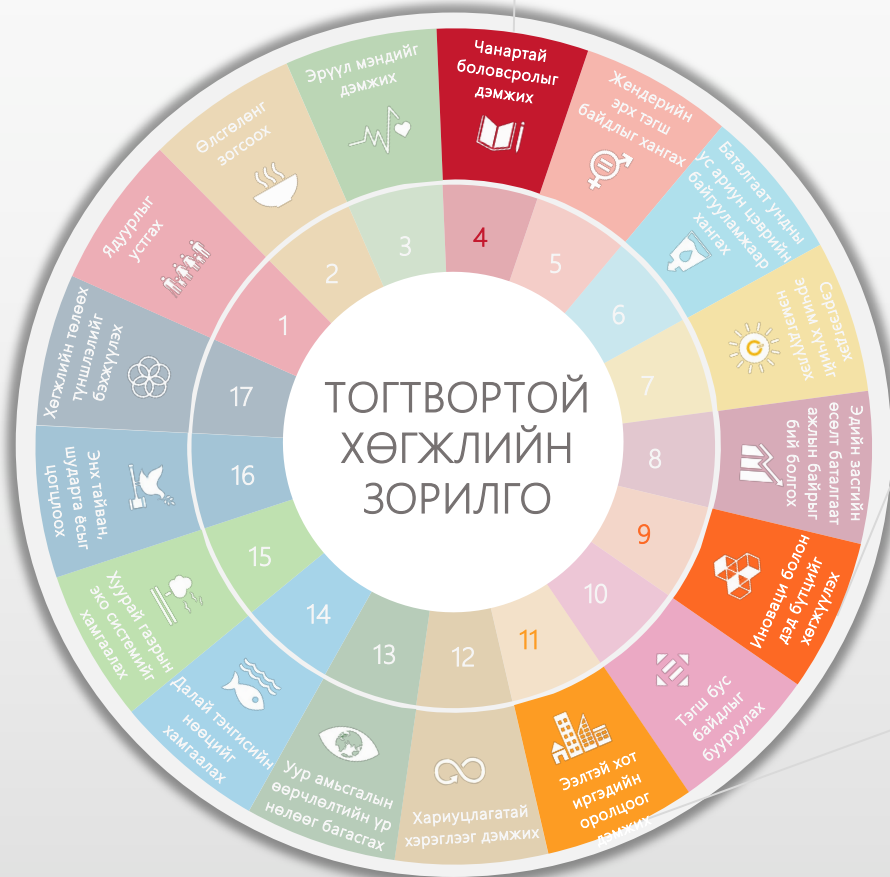 ТОГТВОРТОЙ
ХӨГЖЛИЙН
ЗОРИЛГО
1
Ядуурлыг
устгах
2
Өлсгөлөнг
зогсоох
3
Эрүүл мэндийг
дэмжих
4
Чанартай
боловсролыг
дэмжих
5
Жендерийн
эрх тэгш
байдлыг хангах
6
Баталгаат ундны
ус ариун цэврийн
байгууламжаар
хангах
7
Сэргээгдэх
эрчим хүчийг
нэмэгдүүлэх
8
Эдийн засгийн
өсөлт баталгаат
ажлын байрыг
бий болгох
9
Иноваци болон
дэд бүтцийг
хөгжүүлэх
10
Тэгш бус
байдлыг
бууруулах
11
Ээлтэй хот
иргэдийн
оролцоог
дэмжих
12
Хариуцлагатай
хэрэглээг дэмжих
13
Уур амьсгалын
өөрчлөлтийн үр
нөлөөг багасгах
14
Далай тэнгисийн
нөөцийг
хамгаалах
15
Хуурай газрын
эко системийг
хамгаалах
16
Энх тайван,
шударга ёсыг
цогцлоох
17
Хөгжлийн төлөөх
түншлэлийг
бэхжүүлэх